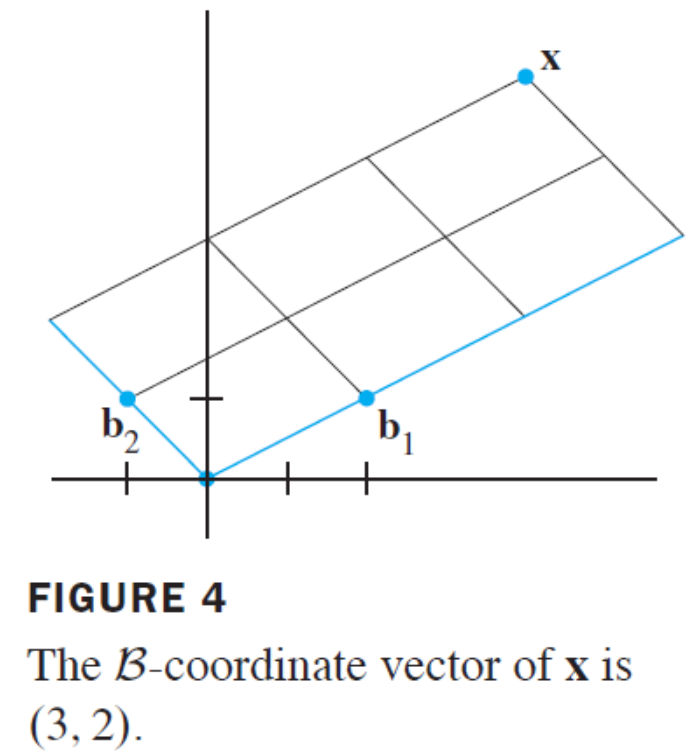 x
b₂
b₁
FIGURE 4
The ℬ-coordinate vector of x is
(3, 2).